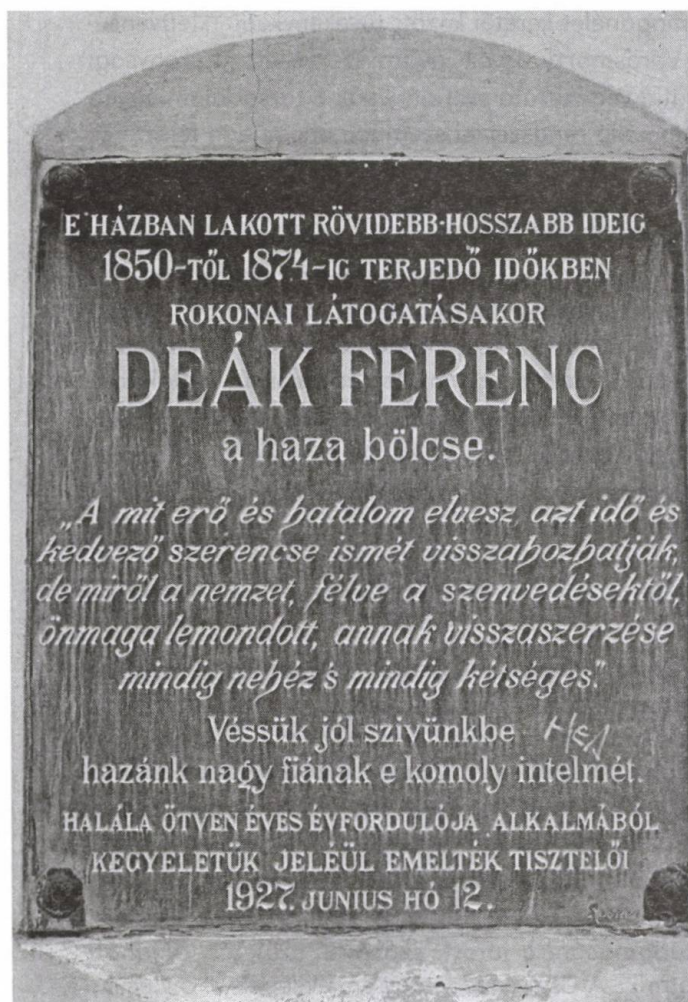 E' HÁZBAN LAKOTT RÖVIDEBB-HOSSZABB IDEIG
1850-TŐL 1874-IG TERJEDŐ IDŐKBEN
ROKONAI LÁTOGATÁSAKOR
DEÁK FERENC
a haza bölcse.
„A mit erő és hatalom elvesz, azt idő és
kedvező szerencse ismét visszahozhatják,
de miről a nemzet, félve a szenvedésektől,
önmaga lemondott, annak visszaszerzése
mindig nehéz 's mindig kétséges."
Véssük jól szivünkbe
hazánk nagy fiának e komoly intelmét.
HALÁLA ÖTVEN ÉVES ÉVFORDULÓJA ALKALMÁBÓL
KEGYELETÜK JELÉÜL EMELTÉK TISZTELŐI
1927. JUNIUS HÓ 12.